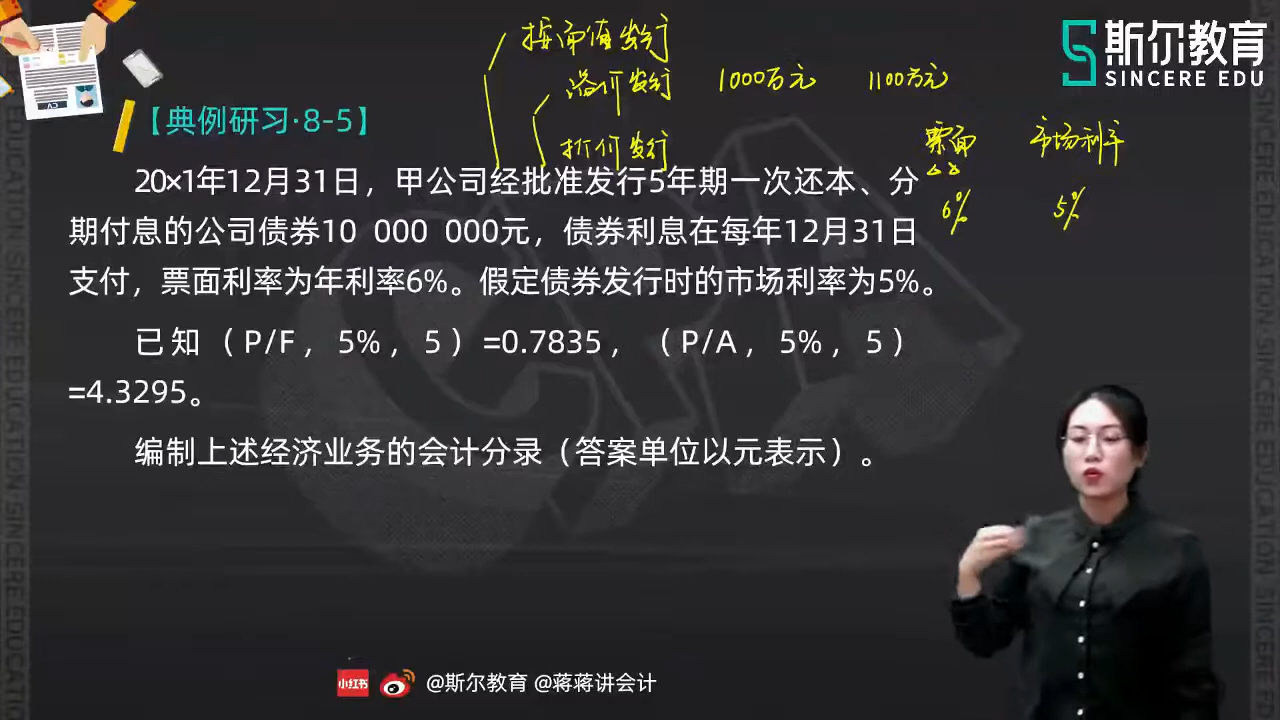 按面值发行
溢价发行 1000万元 1100万元
折价发行
票面 市场利率
6% 5%
斯尔教育
SINCERE EDU
【典例研习·8-5】
20×1年12月31日，甲公司经批准发行5年期一次还本、分
期付息的公司债券10 000 000元，债券利息在每年12月31日
支付，票面利率为年利率6%。假定债券发行时的市场利率为5%。
已知（P/F，5%，5）=0.7835，（P/A，5%，5）
=4.3295。
编制上述经济业务的会计分录（答案单位以元表示）。
小红书 @斯尔教育 @蒋蒋讲会计